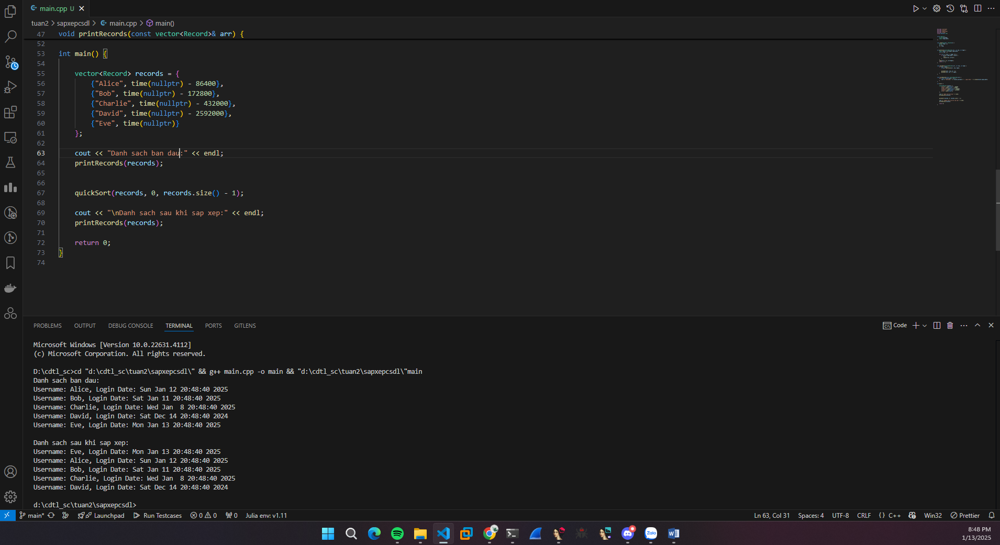 main.cpp U
tuan2 > sapxepcsdl > main.cpp > main()
47 void printRecords(const vector<Record>& arr) {
52
53 int main() {
54
55 vector<Record> records = {
56 {"Alice", time(nullptr) - 86400},
57 {"Bob", time(nullptr) - 172800},
58 {"Charlie", time(nullptr) - 432000},
59 {"David", time(nullptr) - 2592000},
60 {"Eve", time(nullptr)}
61 };
62
63 cout << "Danh sach ban dau:" << endl;
64 printRecords(records);
65
66
67 quickSort(records, 0, records.size() - 1);
68
69 cout << "\nDanh sach sau khi sap xep:" << endl;
70 printRecords(records);
71
72 return 0;
73 }
74
PROBLEMS OUTPUT DEBUG CONSOLE TERMINAL PORTS GITLENS Code
Microsoft Windows [Version 10.0.22631.4112]
(c) Microsoft Corporation. All rights reserved.
D:\cdtl_sc>cd "d:\cdtl_sc\tuan2\sapxepcsdl\" && g++ main.cpp -o main && "d:\cdtl_sc\tuan2\sapxepcsdl\"main
Danh sach ban dau:
Username: Alice, Login Date: Sun Jan 12 20:48:40 2025
Username: Bob, Login Date: Sat Jan 11 20:48:40 2025
Username: Charlie, Login Date: Wed Jan  8 20:48:40 2025
Username: David, Login Date: Sat Dec 14 20:48:40 2024
Username: Eve, Login Date: Mon Jan 13 20:48:40 2025
Danh sach sau khi sap xep:
Username: Eve, Login Date: Mon Jan 13 20:48:40 2025
Username: Alice, Login Date: Sun Jan 12 20:48:40 2025
Username: Bob, Login Date: Sat Jan 11 20:48:40 2025
Username: Charlie, Login Date: Wed Jan  8 20:48:40 2025
Username: David, Login Date: Sat Dec 14 20:48:40 2024
d:\cdtl_sc\tuan2\sapxepcsdl>
main* Launchpad Run Testcases 0 0 0 Julia env: v1.11 Ln 63, Col 31 Spaces: 4 UTF-8 CRLF {} C++ Win32 Prettier
Zalo
8:48 PM
1/13/2025